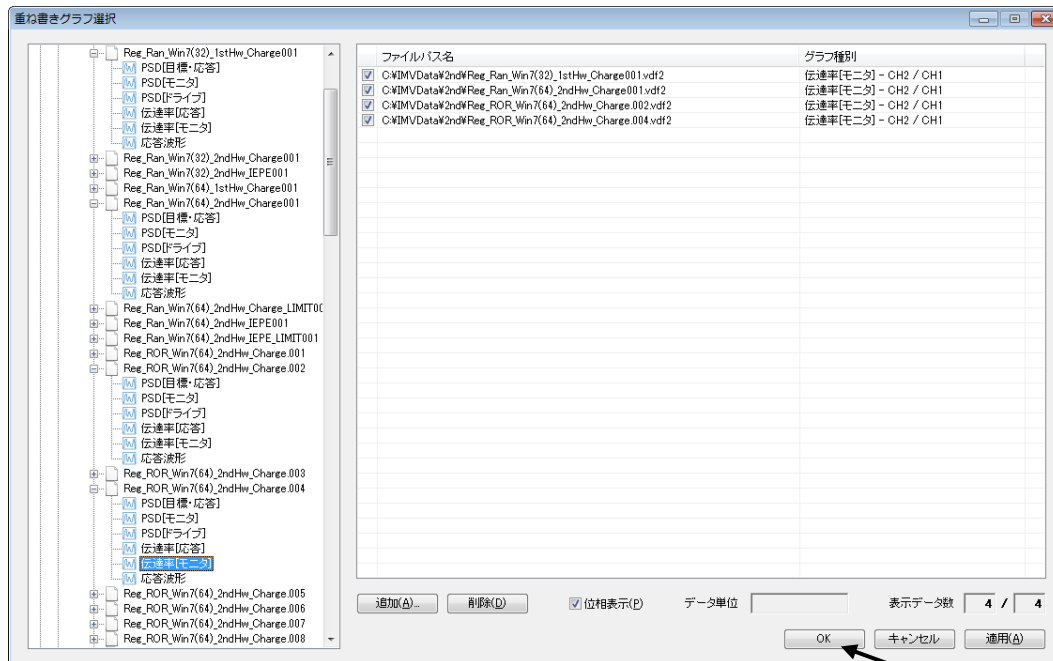 重ね書きグラフ選択
Reg_Ran_Win7(32)_1stHw_Charge001
PSD[目標・応答]
PSD[モニタ]
PSD[ドライブ]
伝達率[応答]
伝達率[モニタ]
応答波形
Reg_Ran_Win7(32)_2ndHw_Charge001
Reg_Ran_Win7(32)_2ndHw_IEPE001
Reg_Ran_Win7(64)_1stHw_Charge001
Reg_Ran_Win7(64)_2ndHw_Charge001
PSD[目標・応答]
PSD[モニタ]
PSD[ドライブ]
伝達率[応答]
伝達率[モニタ]
応答波形
Reg_Ran_Win7(64)_2ndHw_Charge_LIMIT00
Reg_Ran_Win7(64)_2ndHw_IEPE001
Reg_Ran_Win7(64)_2ndHw_IEPE_LIMIT001
Reg_ROR_Win7(64)_2ndHw_Charge.001
Reg_ROR_Win7(64)_2ndHw_Charge.002
PSD[目標・応答]
PSD[モニタ]
PSD[ドライブ]
伝達率[応答]
伝達率[モニタ]
応答波形
Reg_ROR_Win7(64)_2ndHw_Charge.003
Reg_ROR_Win7(64)_2ndHw_Charge.004
PSD[目標・応答]
PSD[モニタ]
PSD[ドライブ]
伝達率[応答]
伝達率[モニタ]
応答波形
Reg_ROR_Win7(64)_2ndHw_Charge.005
Reg_ROR_Win7(64)_2ndHw_Charge.006
Reg_ROR_Win7(64)_2ndHw_Charge.007
Reg_ROR_Win7(64)_2ndHw_Charge.008
ファイルパス名 グラフ種別
C:¥IMVData¥2nd¥Reg_Ran_Win7(32)_1stHw_Charge001.vdf2 伝達率[モニタ] - CH2 / CH1
C:¥IMVData¥2nd¥Reg_Ran_Win7(64)_2ndHw_Charge001.vdf2 伝達率[モニタ] - CH2 / CH1
C:¥IMVData¥2nd¥Reg_ROR_Win7(64)_2ndHw_Charge.002.vdf2 伝達率[モニタ] - CH2 / CH1
C:¥IMVData¥2nd¥Reg_ROR_Win7(64)_2ndHw_Charge.004.vdf2 伝達率[モニタ] - CH2 / CH1
追加(A)... 削除(D) 位相表示(P) データ単位 表示データ数 4 / 4
OK キャンセル 適用(A)